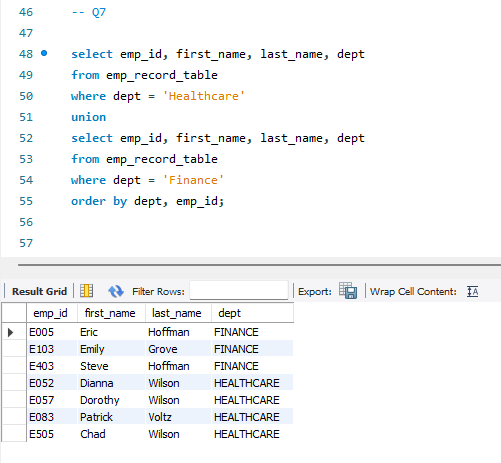 46 -- Q7
47
48 select emp_id, first_name, last_name, dept
49 from emp_record_table
50 where dept = 'Healthcare'
51 union
52 select emp_id, first_name, last_name, dept
53 from emp_record_table
54 where dept = 'Finance'
55 order by dept, emp_id;
56
57
Result Grid Filter Rows: Export: Wrap Cell Content: IA
emp_id first_name last_name dept
E005 Eric Hoffman FINANCE
E103 Emily Grove FINANCE
E403 Steve Hoffman FINANCE
E052 Dianna Wilson HEALTHCARE
E057 Dorothy Wilson HEALTHCARE
E083 Patrick Voltz HEALTHCARE
E505 Chad Wilson HEALTHCARE